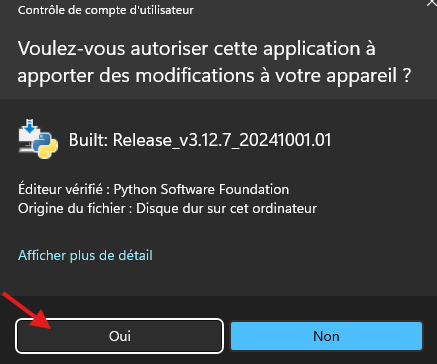 Contrôle de compte d'utilisateur
Voulez-vous autoriser cette application à
apporter des modifications à votre appareil ?
Built: Release_v3.12.7_20241001.01
Éditeur vérifié : Python Software Foundation
Origine du fichier : Disque dur sur cet ordinateur
Afficher plus de détail
Oui
Non